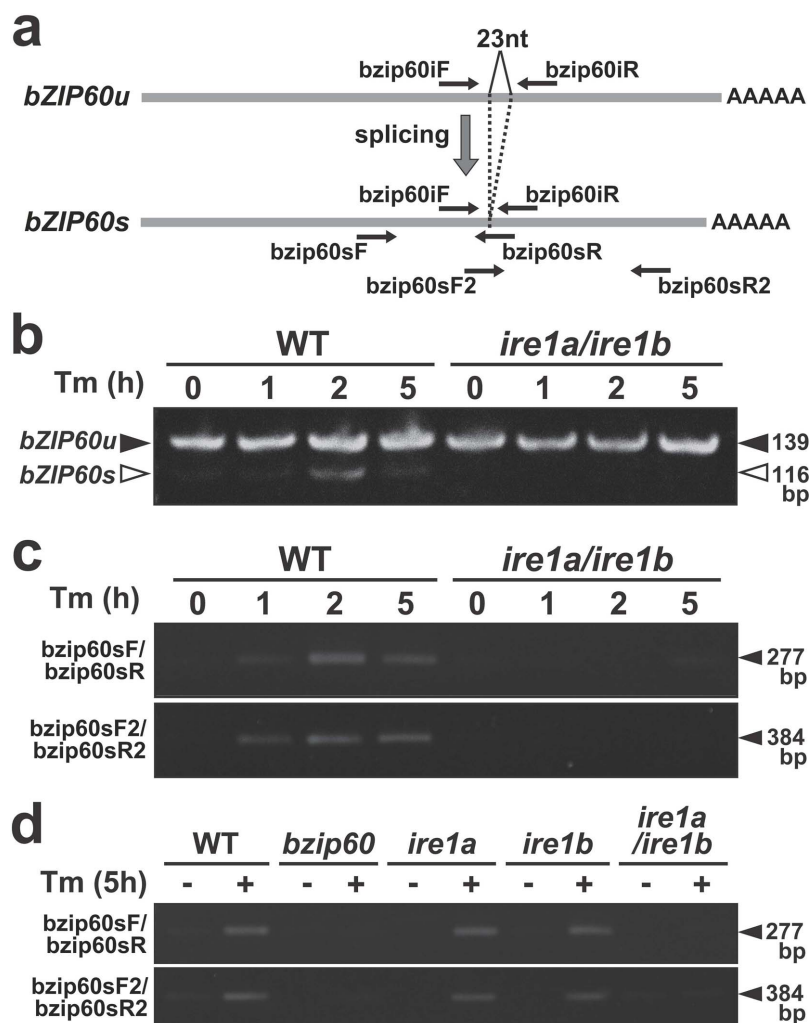 a
23nt
bzip60iF bzip60iR
bZIP60u AAAAA
splicing
bzip60iF bzip60iR
bZIP60s AAAAA
bzip60sF bzip60sR
bzip60sF2 bzip60sR2
b
WT ire1a/ire1b
Tm (h) 0 1 2 5 0 1 2 5
bZIP60u 139
bZIP60s 116
bp
c
WT ire1a/ire1b
Tm (h) 0 1 2 5 0 1 2 5
bzip60sF/
bzip60sR
277
bp
bzip60sF2/
bzip60sR2
384
bp
d
WT bzip60 ire1a ire1b ire1a
/ire1b
Tm (5h) - + - + - + - + - +
bzip60sF/
bzip60sR
277
bp
bzip60sF2/
bzip60sR2
384
bp